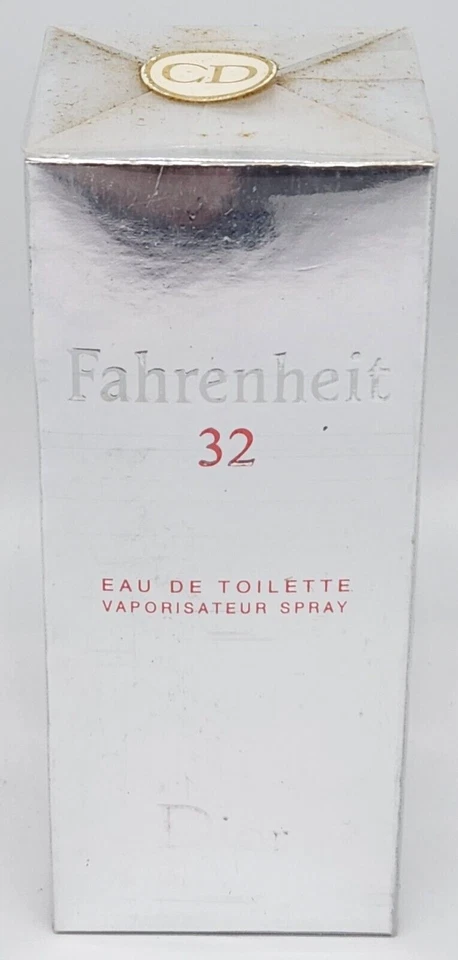 CD
Fahrenheit
32
EAU DE TOILETTE
VAPORISATEUR SPRAY
Dior